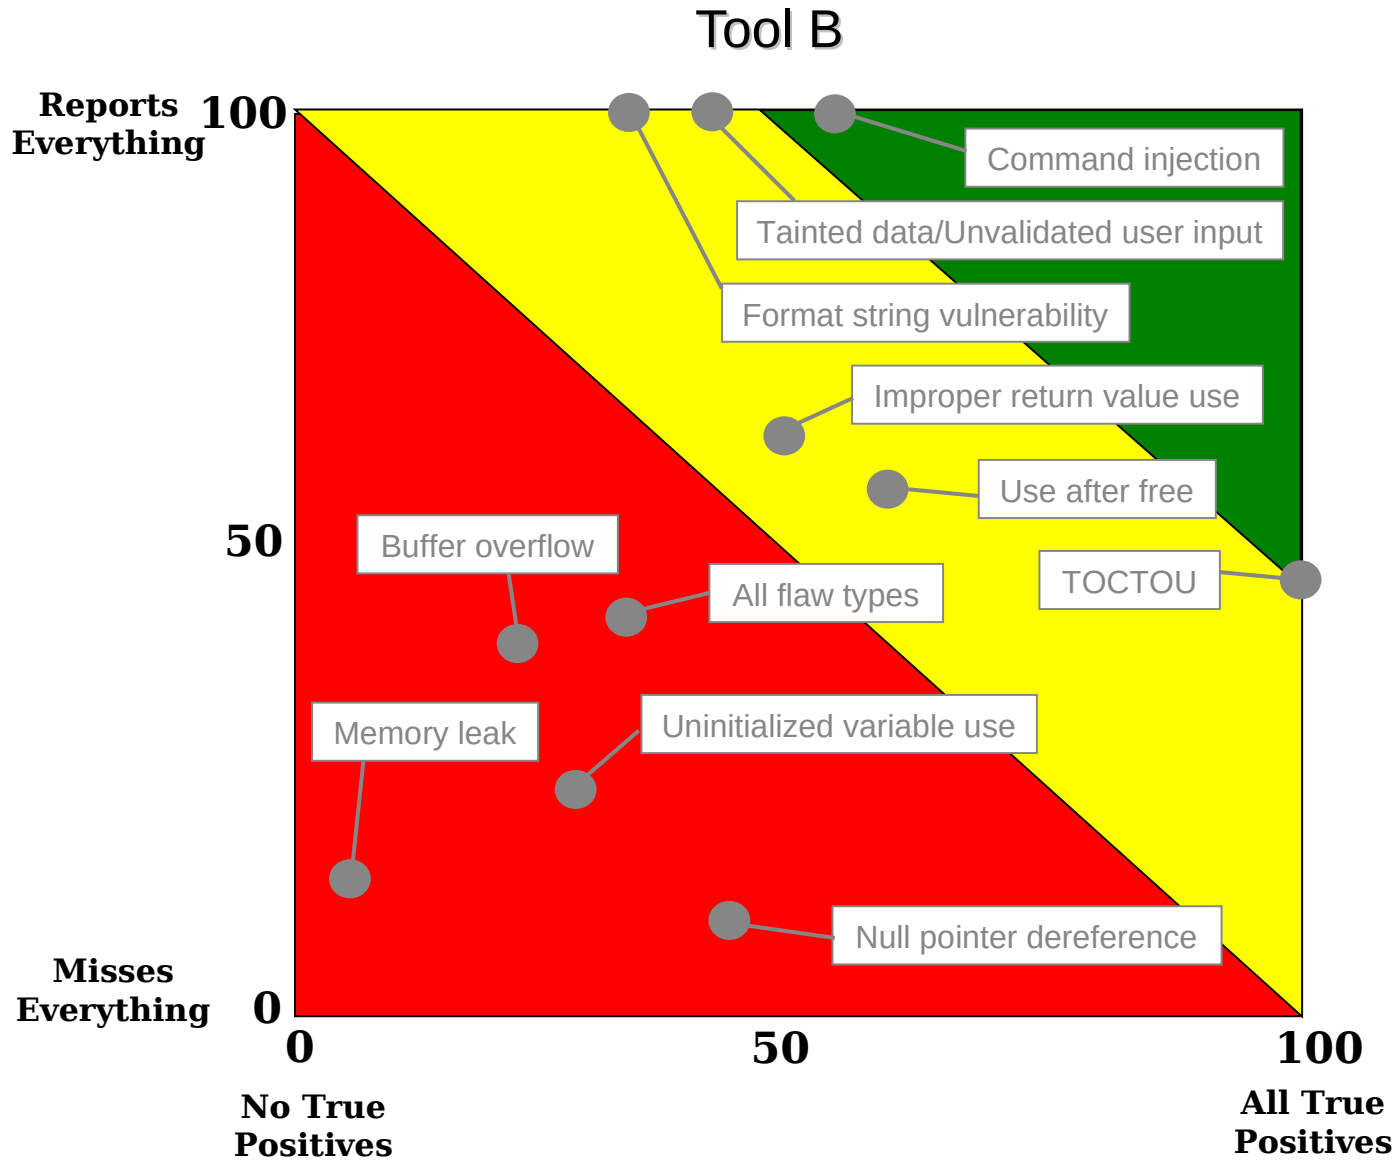 Tool B
Reports
Everything
100
Command injection
Tainted data/Unvalidated user input
Format string vulnerability
Improper return value use
Use after free
50
Buffer overflow
TOCTOU
All flaw types
Memory leak
Uninitialized variable use
Null pointer dereference
Misses
Everything
0
0
50
100
No True
Positives
All True
Positives